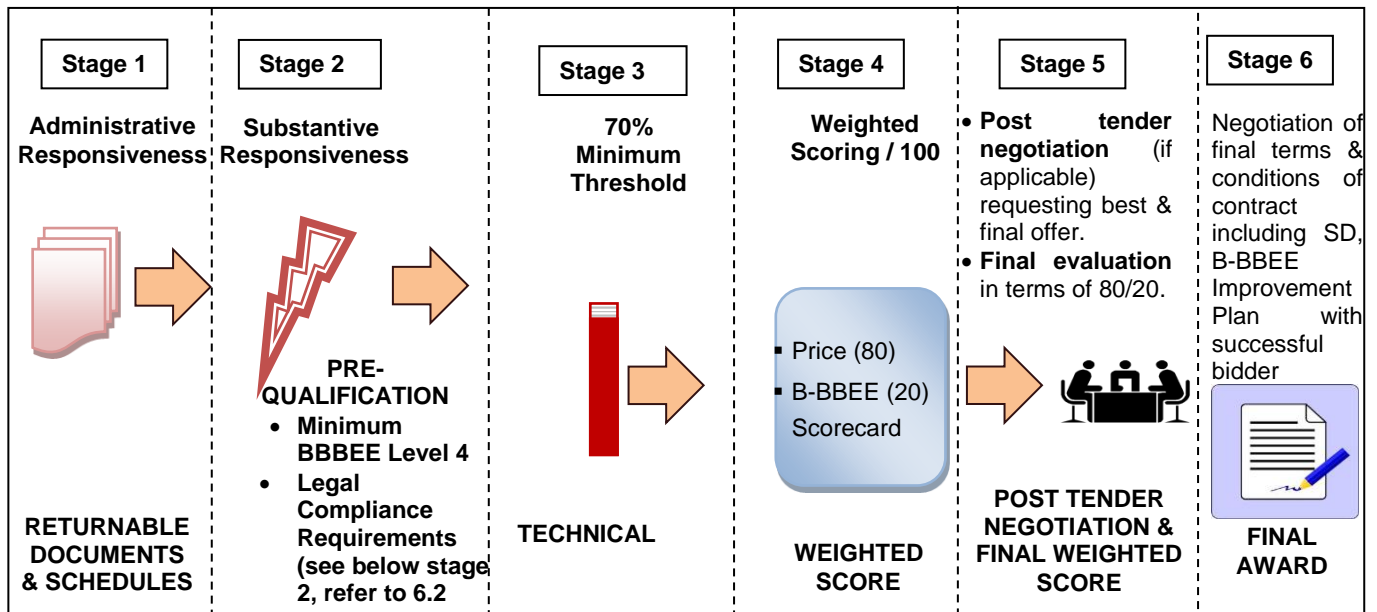 Stage 1
Administrative
Responsiveness
RETURNABLE
DOCUMENTS
& SCHEDULES
Stage 2
Substantive
Responsiveness
PRE-
QUALIFICATION
• Minimum
BBBEE Level 4
• Legal
Compliance
Requirements
(see below stage
2, refer to 6.2
Stage 3
70%
Minimum
Threshold
TECHNICAL
Stage 4
Weighted
Scoring / 100
▪ Price (80)
▪ B-BBEE (20)
Scorecard
WEIGHTED
SCORE
Stage 5
• Post tender
negotiation (if
applicable)
requesting best &
final offer.
• Final evaluation
in terms of 80/20.
POST TENDER
NEGOTIATION &
FINAL WEIGHTED
SCORE
Stage 6
Negotiation of
final terms &
conditions of
contract
including SD,
B-BBEE
Improvement
Plan with
successful
bidder
FINAL
AWARD